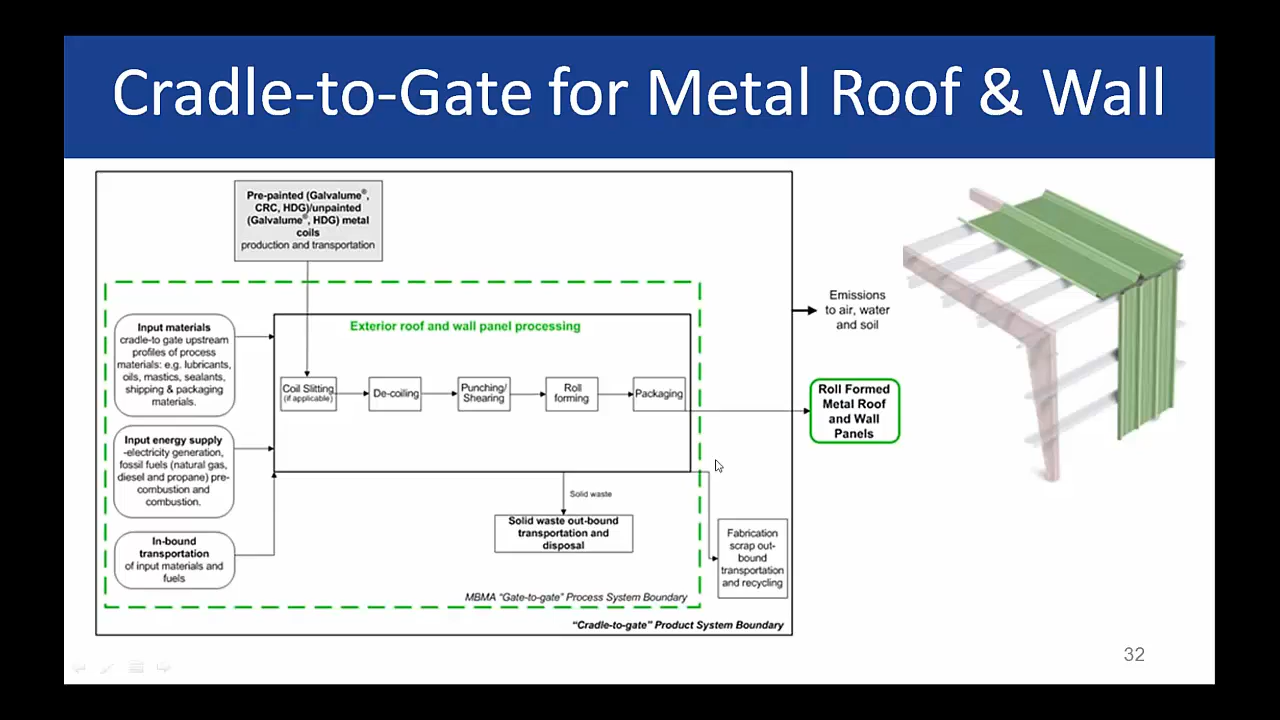 Cradle-to-Gate for Metal Roof & Wall
Pre-painted (Galvalume®,
CRC, HDG)/unpainted
(Galvalume®, HDG) metal
coils
production and transportation
Input materials
cradle-to gate upstream
profiles of process
materials: e.g. lubricants,
oils, mastics, sealants,
shipping & packaging
materials.
Input energy supply
-electricity generation,
fossil fuels (natural gas,
diesel and propane) pre-
combustion and
combustion.
In-bound
transportation
of input materials and
fuels
Exterior roof and wall panel processing
Coil Slitting
(if applicable)
De-coiling
Punching/
Shearing
Roll
forming
Packaging
Solid waste
Solid waste out-bound
transportation and
disposal
MBMA “Gate-to-gate” Process System Boundary
Fabrication
scrap out-
bound
transportation
and recycling
“Cradle-to-gate” Product System Boundary
Emissions
to air, water
and soil
Roll Formed
Metal Roof
and Wall
Panels
32